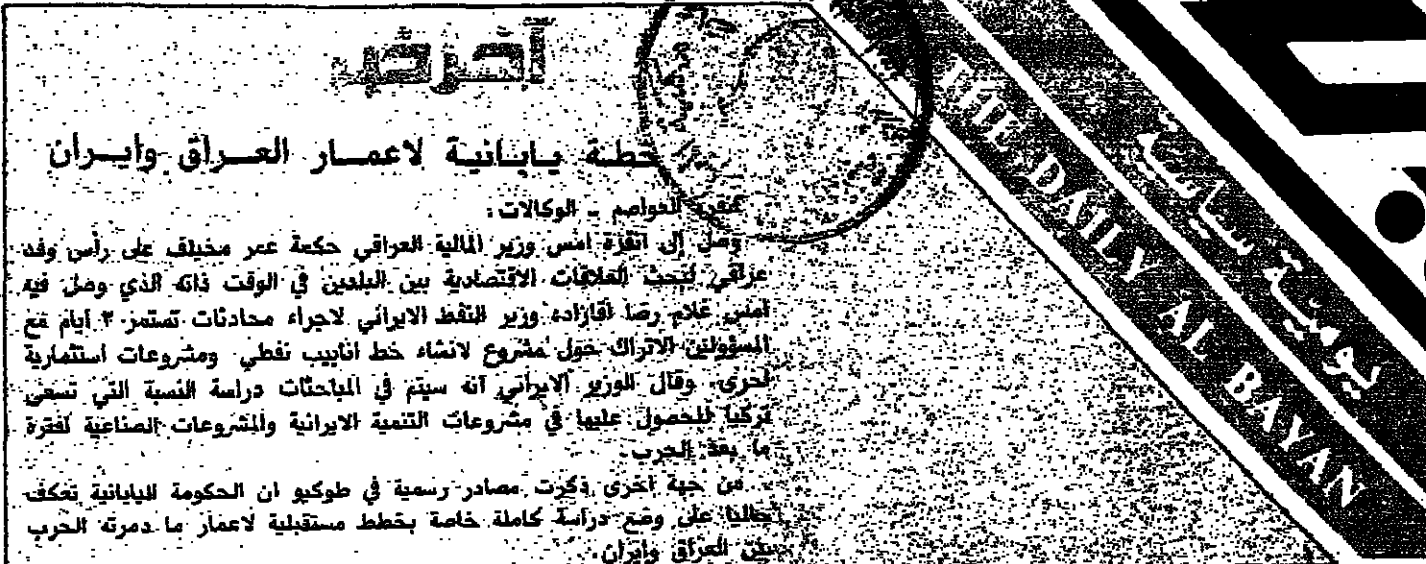 خطة يابانية لاعمار العراق وايران
العواصم - الوكالات :
وصل إلى انقرة امس وزير المالية العراقي حكمة عمر مخيلف على رأس وفد
عراقي لبحث العلاقات الاقتصادية بين البلدين في الوقت ذاته الذي وصل فيه
امس غلام رضا آقازاده وزير النفط الايراني لاجراء محادثات تستمر ٣ أيام مع
المسؤولين الاتراك حول مشروع لانشاء خط انابيب نفطي ومشروعات استثمارية
اخرى. وقال الوزير الايراني أنه سيتم في المباحثات دراسة النسبة التي تسعى
تركيا للحصول عليها في مشروعات التنمية الايرانية والمشروعات الصناعية لفترة
ما بعد الحرب.
من جهة اخرى ذكرت مصادر رسمية في طوكيو ان الحكومة اليابانية تعكف
حاليا على وضع دراسة كاملة خاصة بخطط مستقبلية لاعمار ما دمرته الحرب
بين العراق وايران.
THE DAILY AL BAYAN
يومية سياسية